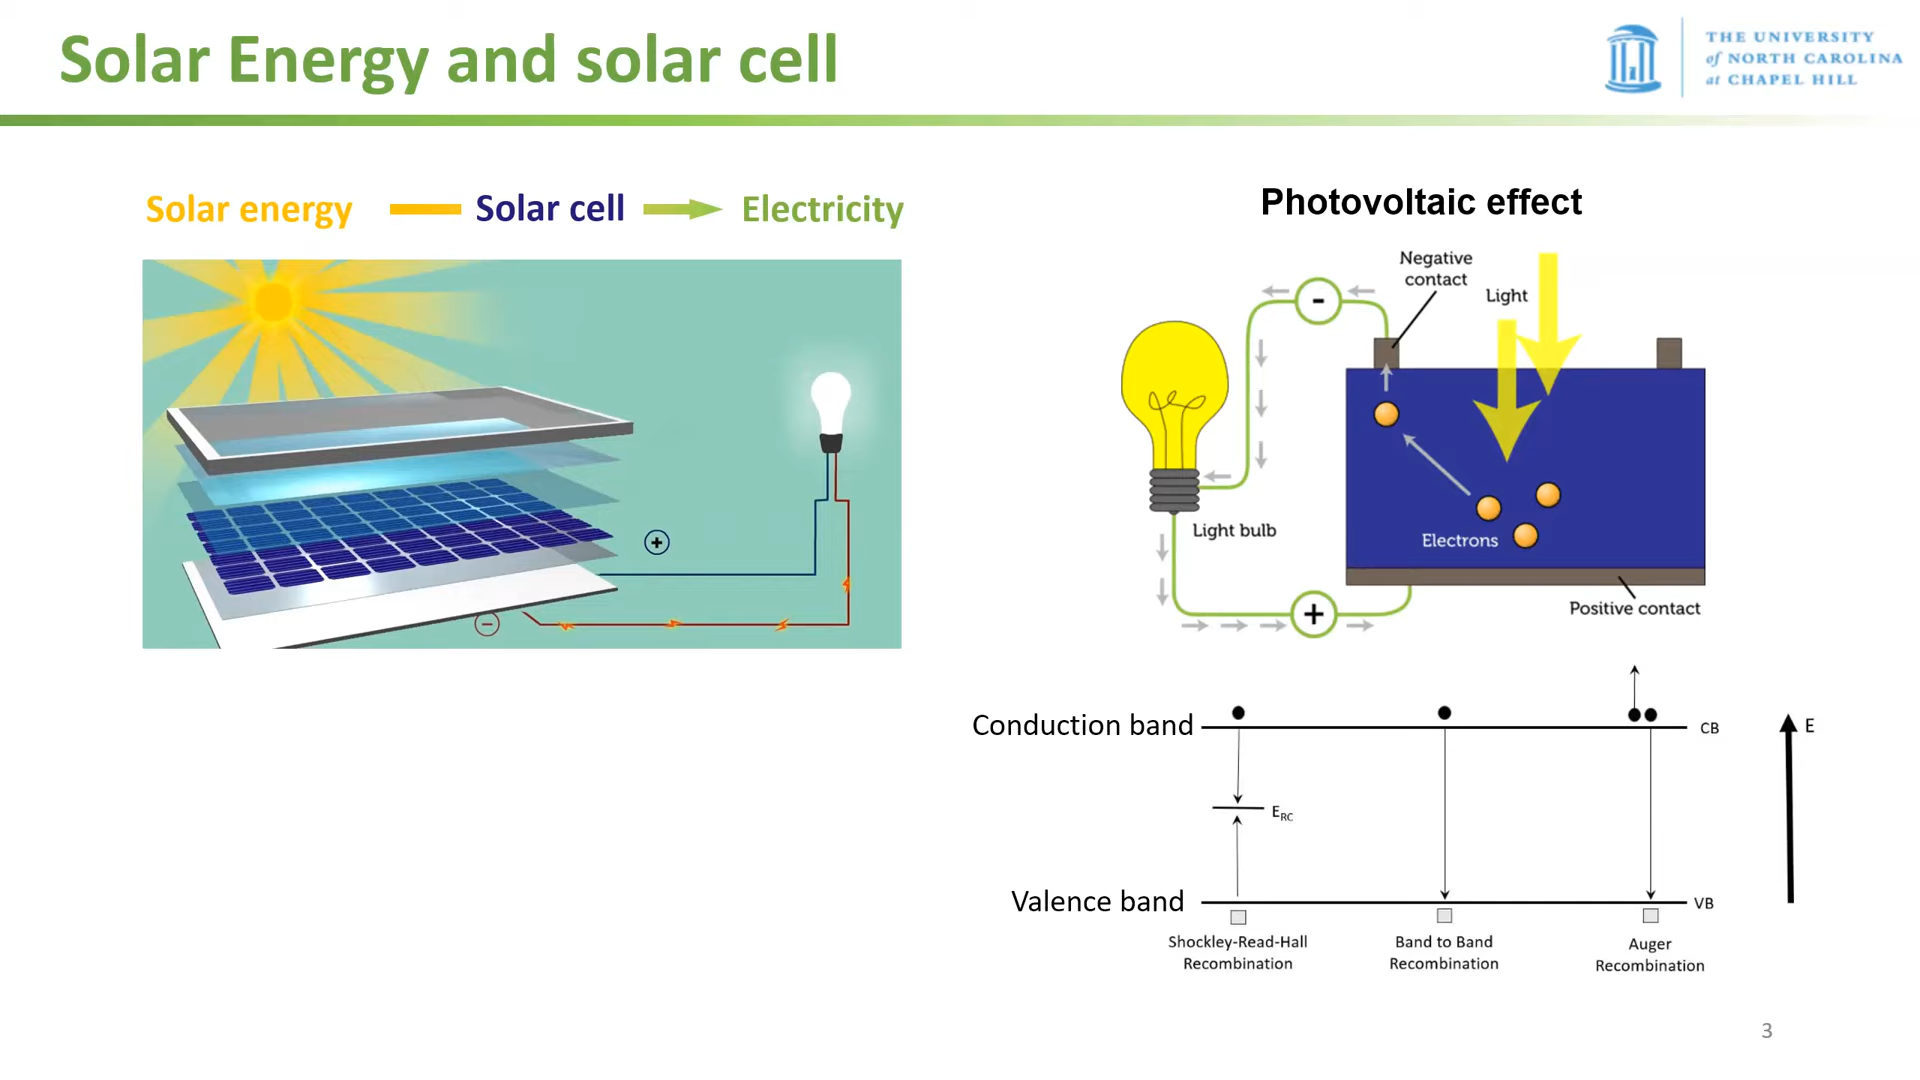 Solar Energy and solar cell
THE UNIVERSITY
of NORTH CAROLINA
at CHAPEL HILL
Solar energy
Solar cell
Electricity
+
−
Photovoltaic effect
Negative
contact
Light
-
Light bulb
Electrons
+
Positive contact
Conduction band
CB
E
ERC
Valence band
VB
Shockley-Read-Hall
Recombination
Band to Band
Recombination
Auger
Recombination
3